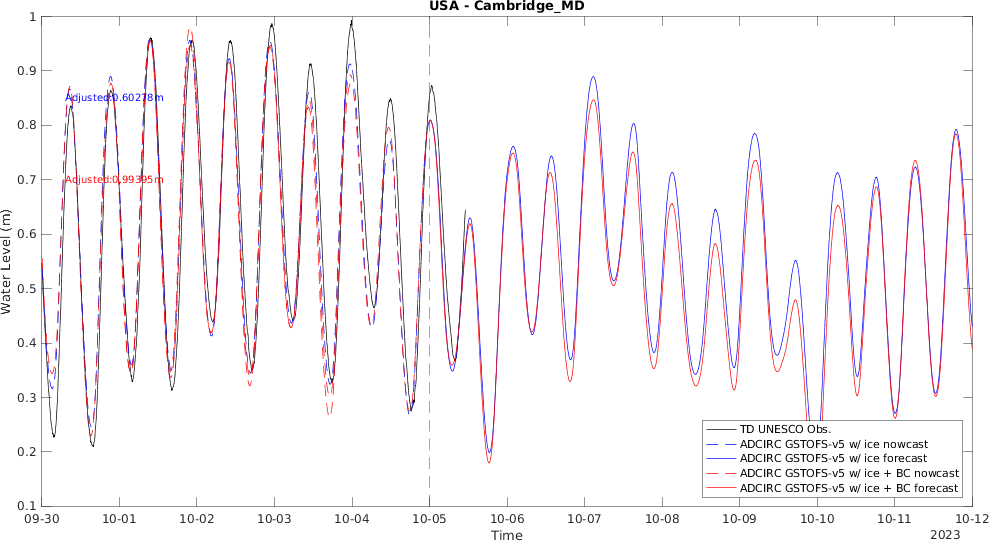 USA - Cambridge_MD
Water Level (m)
1
0.9
0.8
0.7
0.6
0.5
0.4
0.3
0.2
0.1
Adjusted:0.60278m
Adjusted:0.99395m
TD UNESCO Obs.
ADCIRC GSTOFS-v5 w/ ice nowcast
ADCIRC GSTOFS-v5 w/ ice forecast
ADCIRC GSTOFS-v5 w/ ice + BC nowcast
ADCIRC GSTOFS-v5 w/ ice + BC forecast
09-30 10-01 10-02 10-03 10-04 10-05 10-06 10-07 10-08 10-09 10-10 10-11 10-12
Time
2023